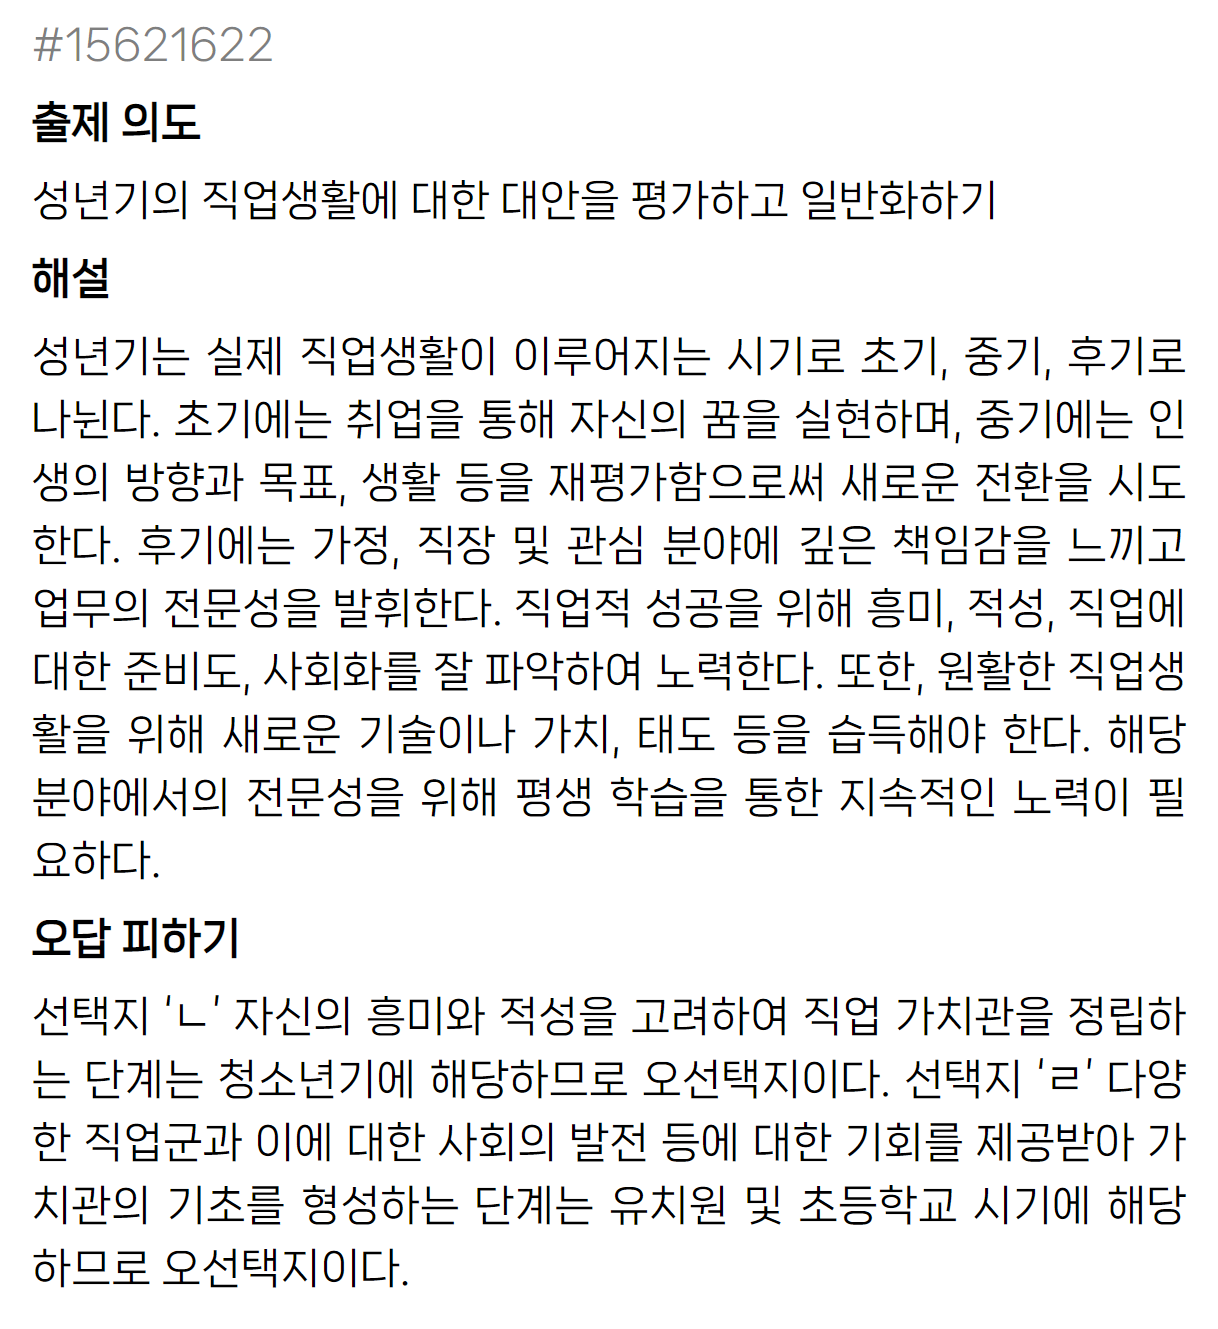 #15621622
출제 의도
성년기의 직업생활에 대한 대안을 평가하고 일반화하기
해설
성년기는 실제 직업생활이 이루어지는 시기로 초기, 중기, 후기로
나뉜다. 초기에는 취업을 통해 자신의 꿈을 실현하며, 중기에는 인
생의 방향과 목표, 생활 등을 재평가함으로써 새로운 전환을 시도
한다. 후기에는 가정, 직장 및 관심 분야에 깊은 책임감을 느끼고
업무의 전문성을 발휘한다. 직업적 성공을 위해 흥미, 적성, 직업에
대한 준비도, 사회화를 잘 파악하여 노력한다. 또한, 원활한 직업생
활을 위해 새로운 기술이나 가치, 태도 등을 습득해야 한다. 해당
분야에서의 전문성을 위해 평생 학습을 통한 지속적인 노력이 필
요하다.
오답 피하기
선택지 ‘ㄴ’ 자신의 흥미와 적성을 고려하여 직업 가치관을 정립하
는 단계는 청소년기에 해당하므로 오선택지이다. 선택지 ‘ㄹ’ 다양
한 직업군과 이에 대한 사회의 발전 등에 대한 기회를 제공받아 가
치관의 기초를 형성하는 단계는 유치원 및 초등학교 시기에 해당
하므로 오선택지이다.